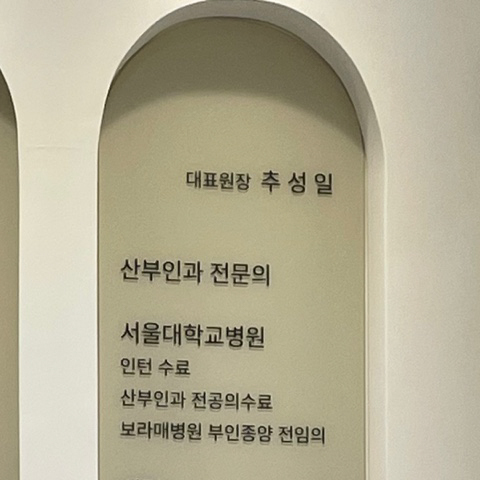 대표원장 추성일
산부인과 전문의
서울대학교병원
인턴 수료
산부인과 전공의수료
보라매병원 부인종양 전임의